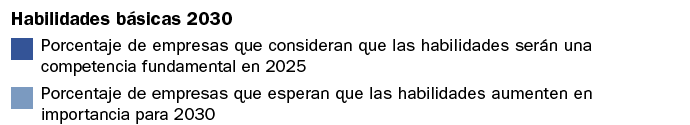 Habilidades básicas 2030
Porcentaje de empresas que consideran que las habilidades serán una
competencia fundamental en 2025
Porcentaje de empresas que esperan que las habilidades aumenten en
importancia para 2030